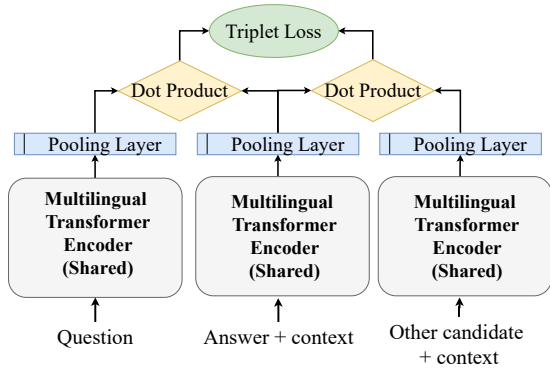 Triplet Loss
Dot Product
Dot Product
Pooling Layer
Pooling Layer
Pooling Layer
Multilingual
Transformer
Encoder
(Shared)
Multilingual
Transformer
Encoder
(Shared)
Multilingual
Transformer
Encoder
(Shared)
Question
Answer + context
Other candidate
+ context